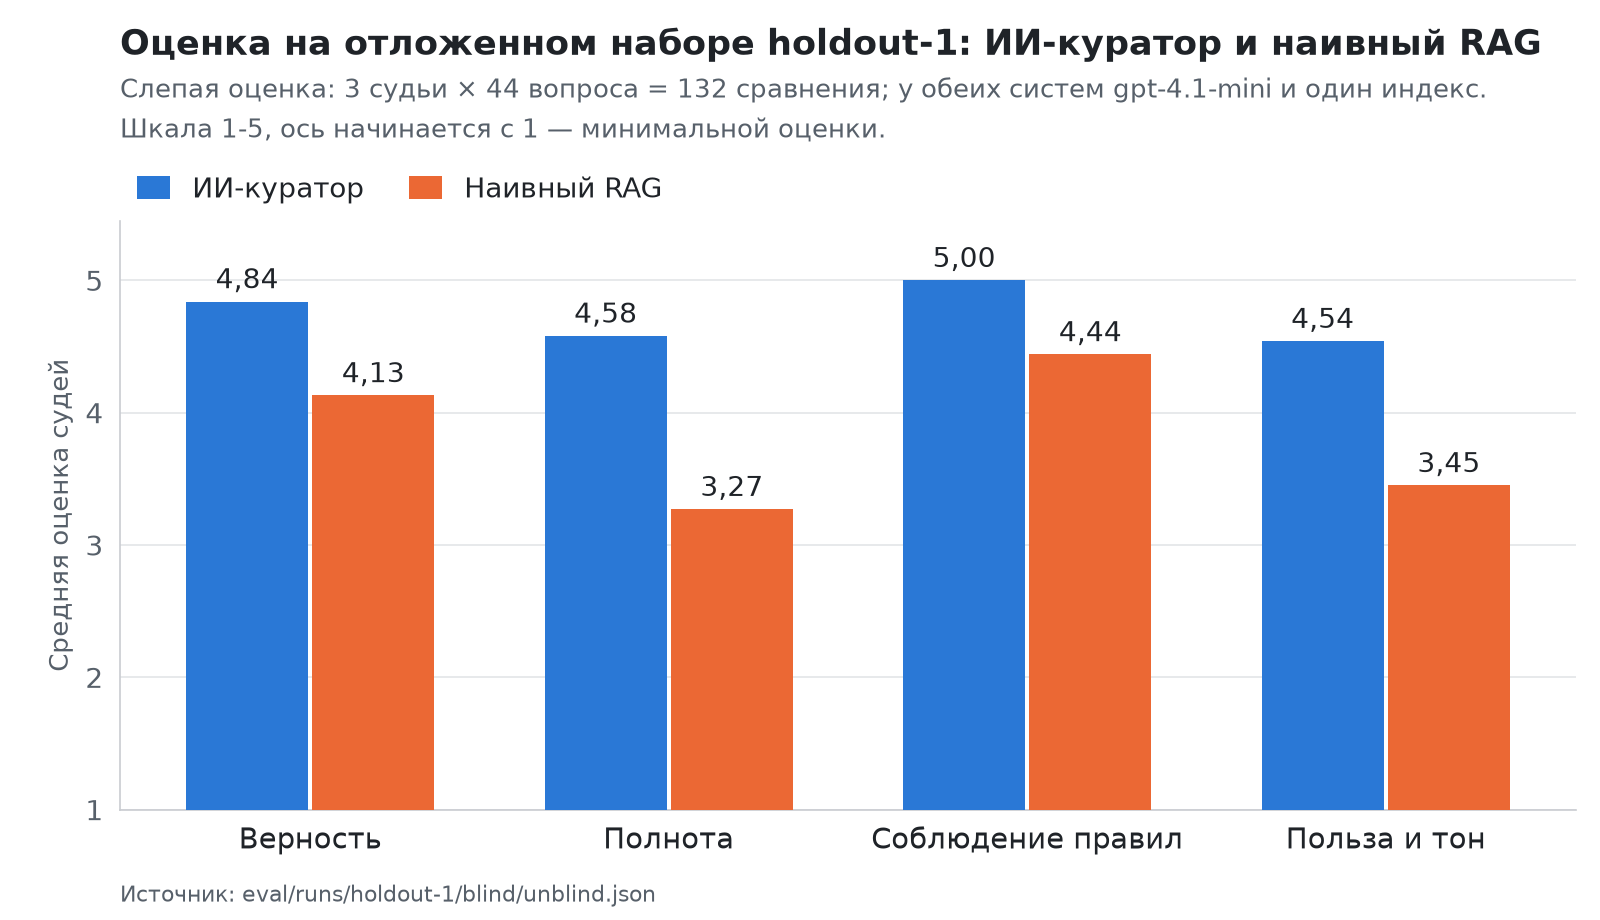 Оценка на отложенном наборе holdout-1: ИИ-куратор и наивный RAG
Слепая оценка: 3 судьи × 44 вопроса = 132 сравнения; у обеих систем gpt-4.1-mini и один индекс.
Шкала 1-5, ось начинается с 1 — минимальной оценки.
ИИ-куратор
Наивный RAG
Средняя оценка судей
5
4
3
2
1
4,84
4,13
4,58
3,27
5,00
4,44
4,54
3,45
Верность
Полнота
Соблюдение правил
Польза и тон
Источник: eval/runs/holdout-1/blind/unblind.json